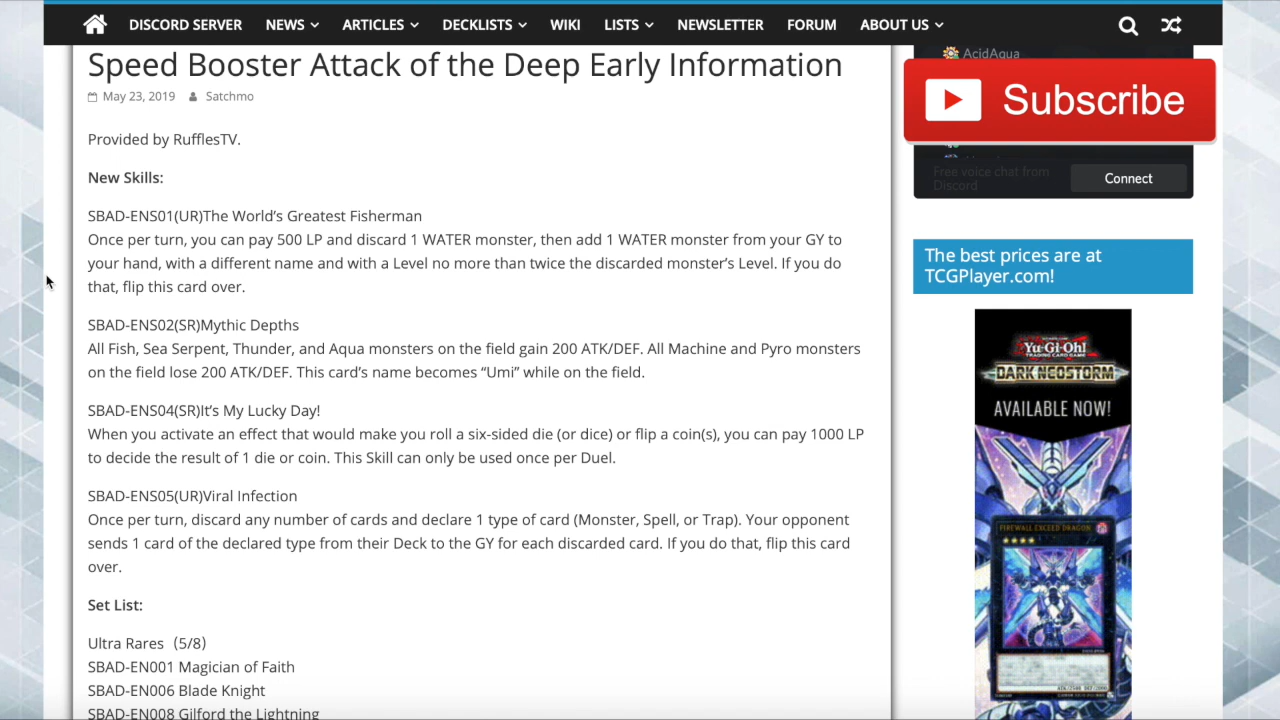 DISCORD SERVER NEWS ARTICLES DECKLISTS WIKI LISTS NEWSLETTER FORUM ABOUT US
Speed Booster Attack of the Deep Early Information
May 23, 2019 Satchmo
Provided by RufflesTV.
New Skills:
SBAD-ENS01(UR)The World’s Greatest Fisherman
Once per turn, you can pay 500 LP and discard 1 WATER monster, then add 1 WATER monster from your GY to
your hand, with a different name and with a Level no more than twice the discarded monster’s Level. If you do
that, flip this card over.
SBAD-ENS02(SR)Mythic Depths
All Fish, Sea Serpent, Thunder, and Aqua monsters on the field gain 200 ATK/DEF. All Machine and Pyro monsters
on the field lose 200 ATK/DEF. This card’s name becomes “Umi” while on the field.
SBAD-ENS04(SR)It’s My Lucky Day!
When you activate an effect that would make you roll a six-sided die (or dice) or flip a coin(s), you can pay 1000 LP
to decide the result of 1 die or coin. This Skill can only be used once per Duel.
SBAD-ENS05(UR)Viral Infection
Once per turn, discard any number of cards and declare 1 type of card (Monster, Spell, or Trap). Your opponent
sends 1 card of the declared type from their Deck to the GY for each discarded card. If you do that, flip this card
over.
Set List:
Ultra Rares（5/8）
SBAD-EN001 Magician of Faith
SBAD-EN006 Blade Knight
SBAD-EN008 Gilford the Lightning
AcidAqua
Subscribe
Free voice chat from
Discord
Connect
The best prices are at
TCGPlayer.com!
Yu-Gi-Oh!
TRADING CARD GAME
DARK NEOSTORM
AVAILABLE NOW!
FIREWALL EXCEED DRAGON